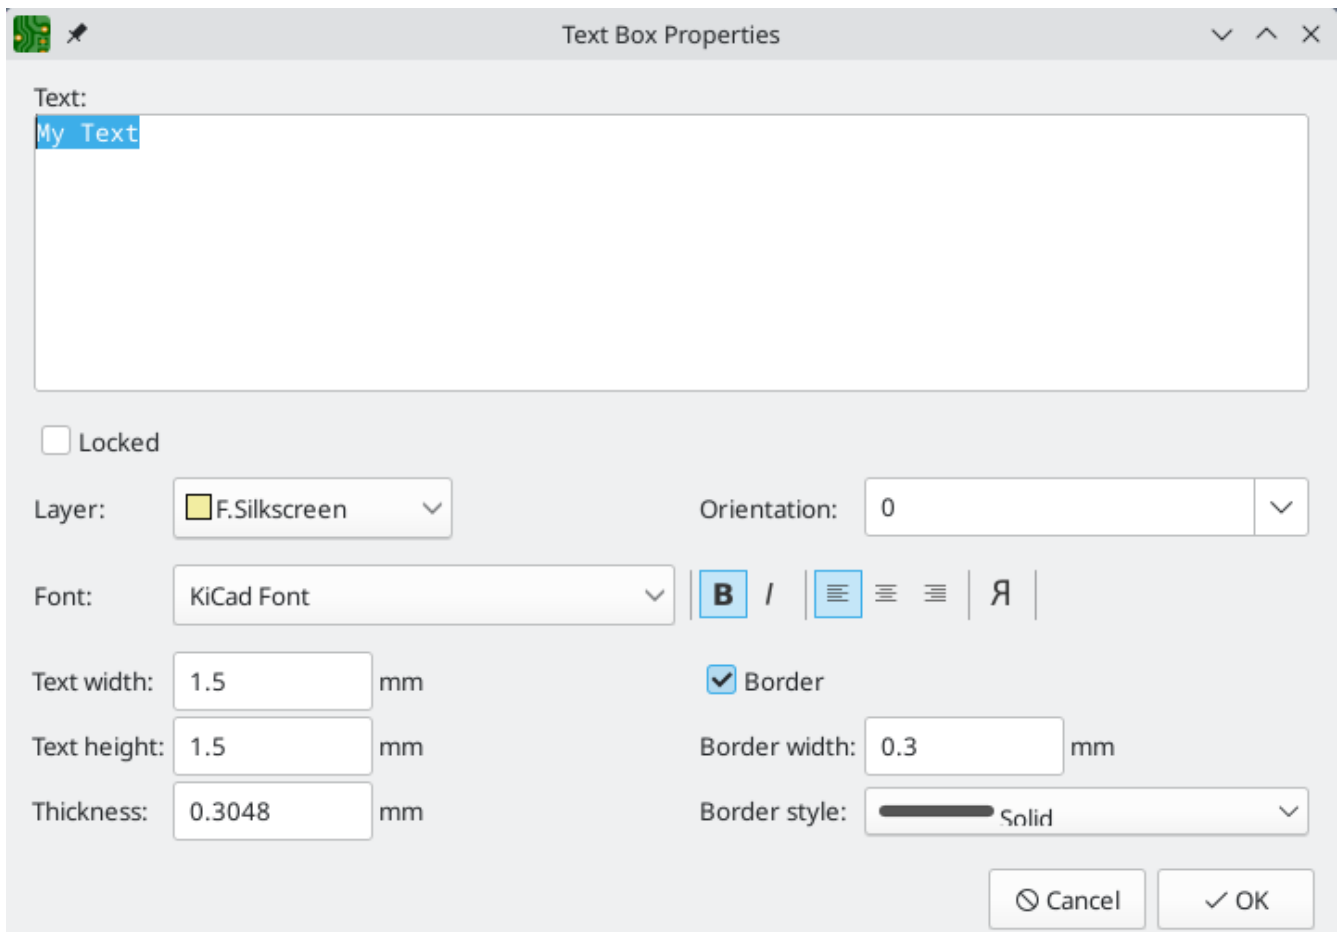 Text Box Properties
Text:
My Text
Locked
Layer: F.Silkscreen Orientation: 0
Font: KiCad Font B I Я
Text width: 1.5 mm Border
Text height: 1.5 mm Border width: 0.3 mm
Thickness: 0.3048 mm Border style: Solid
Cancel OK